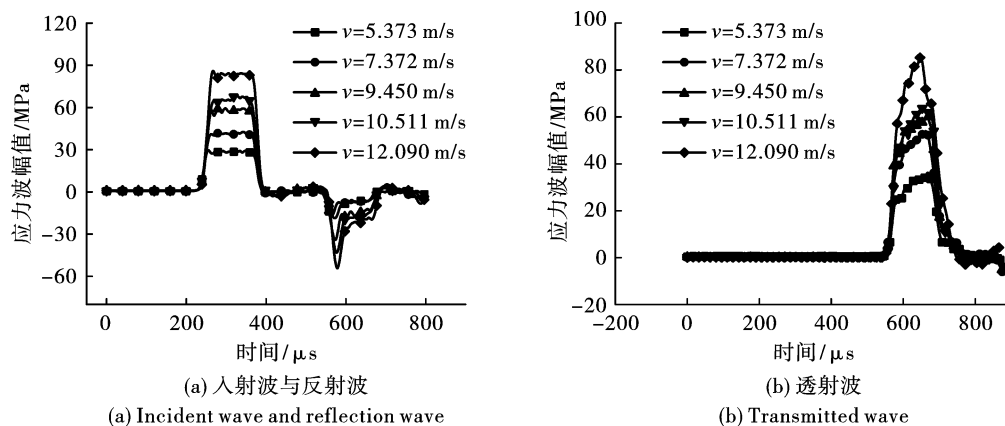 120
90
60
30
0
−30
−60
应力波幅值/MPa
v=5.373 m/s
v=7.372 m/s
v=9.450 m/s
v=10.511 m/s
v=12.090 m/s
0 200 400 600 800
时间/μs
(a) 入射波与反射波
(a) Incident wave and reflection wave
100
80
60
40
20
0
−20
应力波幅值/MPa
v=5.373 m/s
v=7.372 m/s
v=9.450 m/s
v=10.511 m/s
v=12.090 m/s
−200 0 200 400 600 800
时间/μs
(b) 透射波
(b) Transmitted wave